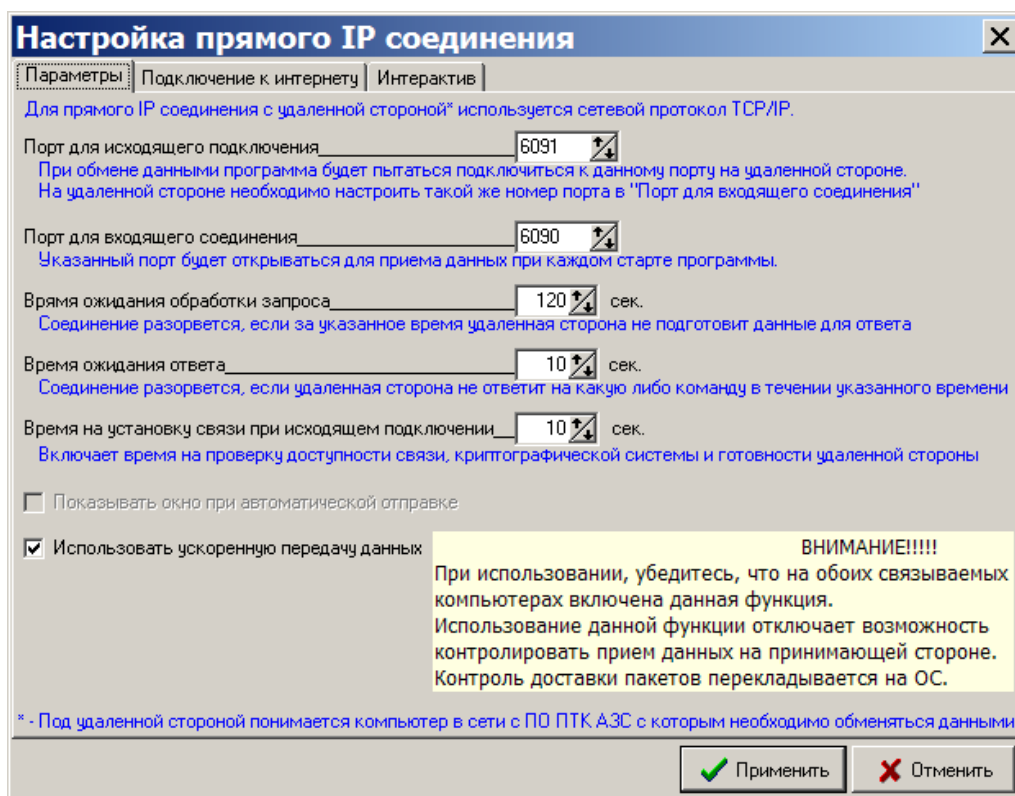 Настройка прямого IP соединения
Параметры Подключение к интернету Интерактив
Для прямого IP соединения с удаленной стороной* используется сетевой протокол TCP/IP.
Порт для исходящего подключения 6091
При обмене данными программа будет пытаться подключиться к данному порту на удаленной стороне.
На удаленной стороне необходимо настроить такой же номер порта в "Порт для входящего соединения"
Порт для входящего соединения 6090
Указанный порт будет открываться для приема данных при каждом старте программы.
Врямя ожидания обработки запроса 120 сек.
Соединение разорвется, если за указанное время удаленная сторона не подготовит данные для ответа
Время ожидания ответа 10 сек.
Соединение разорвется, если удаленная сторона не ответит на какую либо команду в течении указанного времени
Время на установку связи при исходящем подключении 10 сек.
Включает время на проверку доступности связи, криптографической системы и готовности удаленной стороны
Показывать окно при автоматической отправке
Использовать ускоренную передачу данных
ВНИМАНИЕ!!!!!
При использовании, убедитесь, что на обоих связываемых
компьютерах включена данная функция.
Использование данной функции отключает возможность
контролировать прием данных на принимающей стороне.
Контроль доставки пакетов перекладывается на ОС.
* - Под удаленной стороной понимается компьютер в сети с ПО ПТК АЗС с которым необходимо обменяться данными
Применить Отменить